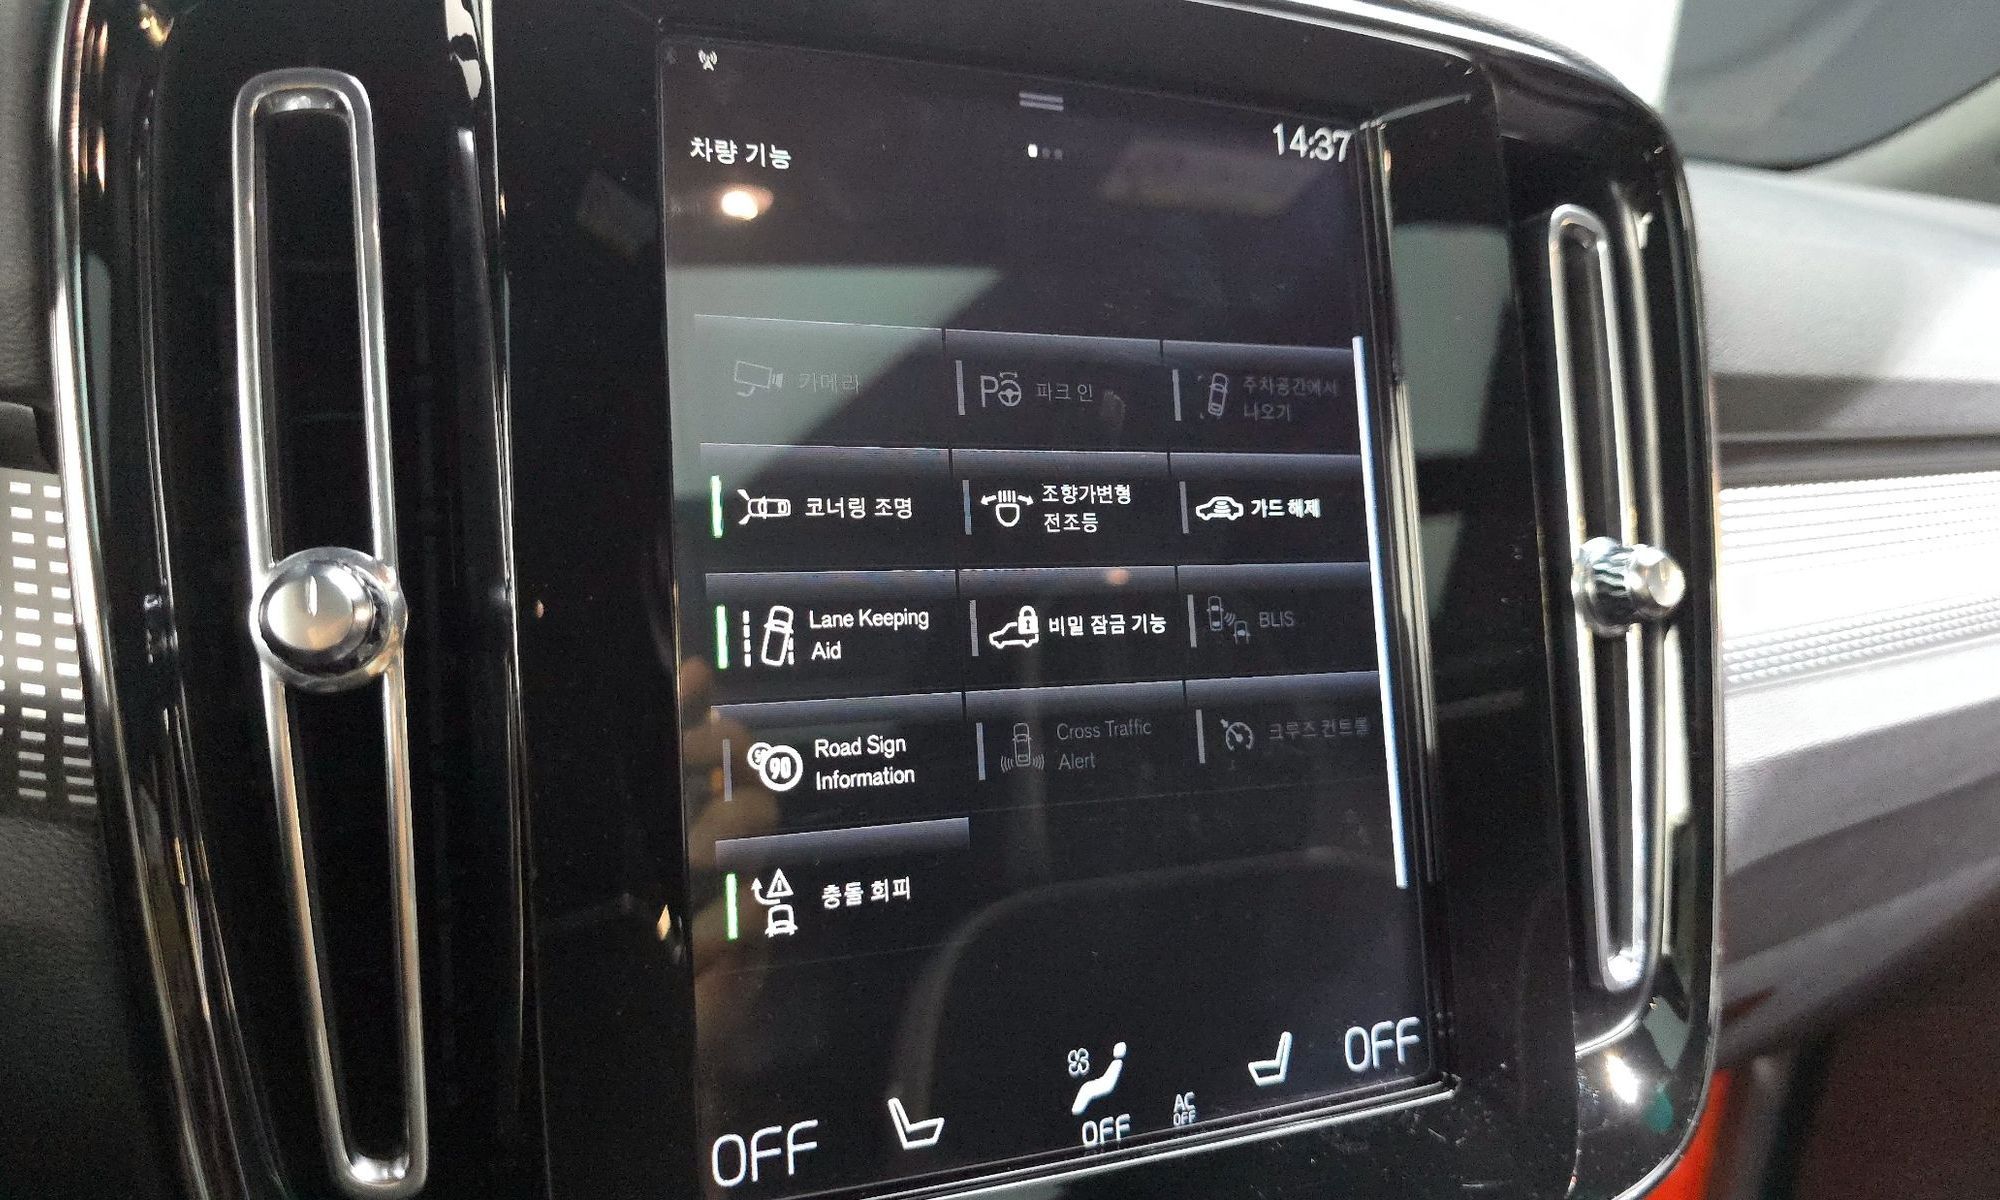 차량 기능
14:37
카메라
파크 인
주차공간에서
나오기
코너링 조명
조향가변형
전조등
가드 해제
Lane Keeping
Aid
비밀 잠금 기능
BLIS
50
90
Road Sign
Information
Cross Traffic
Alert
크루즈 컨트롤
충돌 회피
OFF
OFF
AC
OFF
OFF